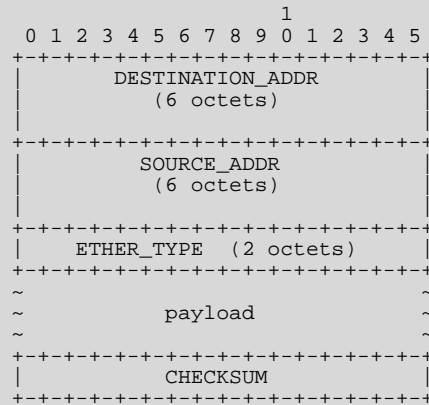 1
 0 1 2 3 4 5 6 7 8 9 0 1 2 3 4 5
+-+-+-+-+-+-+-+-+-+-+-+-+-+-+-+-+
|       DESTINATION_ADDR        |
|          (6 octets)           |
|                               |
+-+-+-+-+-+-+-+-+-+-+-+-+-+-+-+-+
|         SOURCE_ADDR           |
|          (6 octets)           |
|                               |
+-+-+-+-+-+-+-+-+-+-+-+-+-+-+-+-+
|    ETHER_TYPE  (2 octets)     |
+-+-+-+-+-+-+-+-+-+-+-+-+-+-+-+-+
~                               ~
~           payload             ~
~                               ~
+-+-+-+-+-+-+-+-+-+-+-+-+-+-+-+-+
|           CHECKSUM            |
+-+-+-+-+-+-+-+-+-+-+-+-+-+-+-+-+